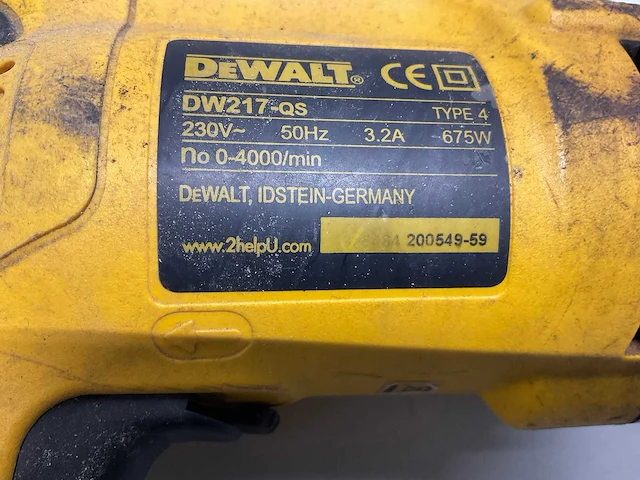 DEWALT®
DW217-QS TYPE 4
230V~ 50Hz 3.2A 675W
no 0-4000/min
DEWALT, IDSTEIN-GERMANY
www.2helpU.com 200549-59